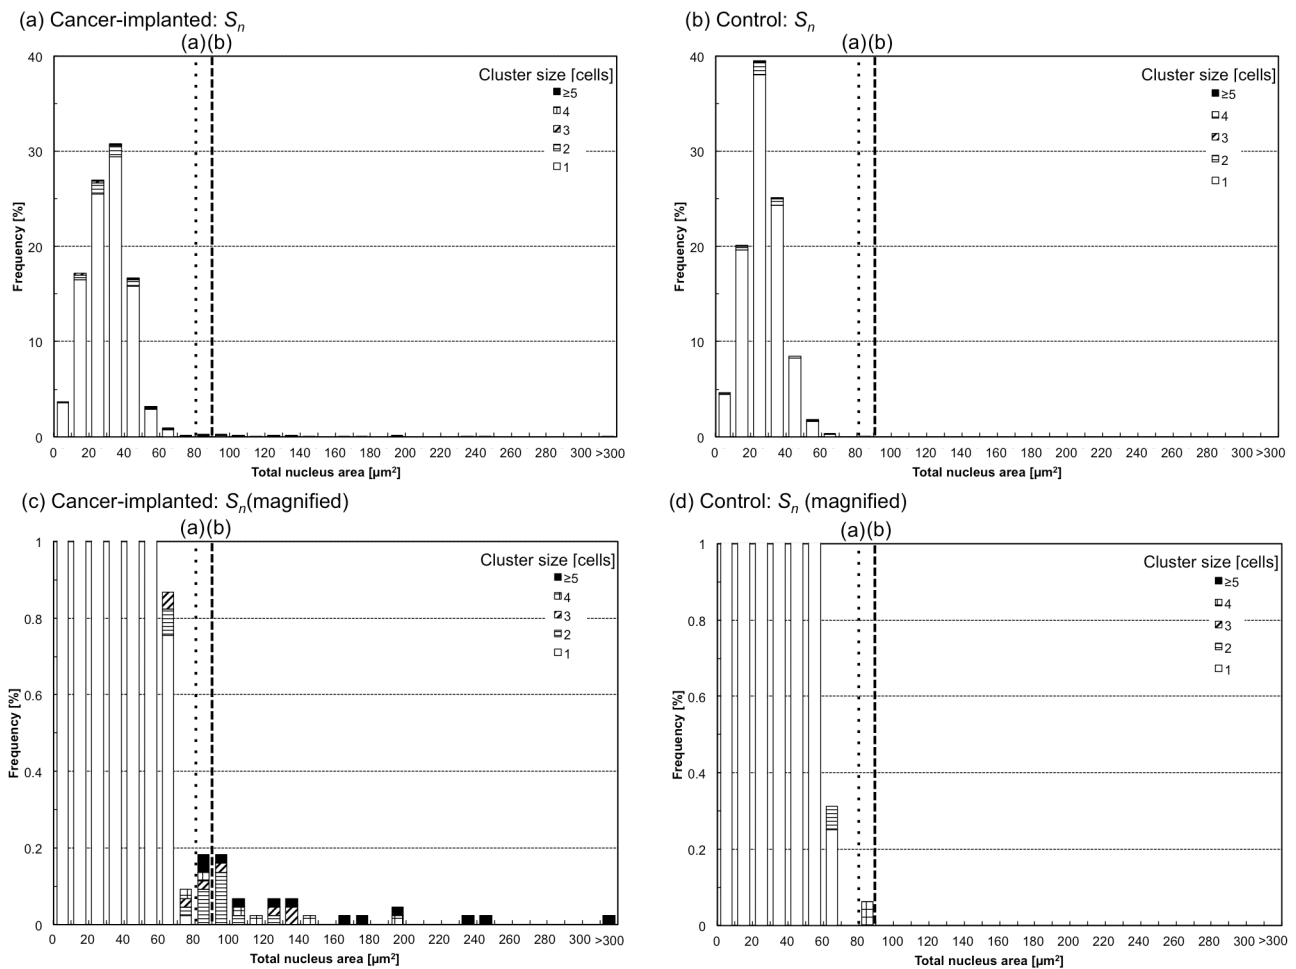 (a) Cancer-implanted: Sn
(a)(b)
40
30
20
10
0
Frequency [%]
Cluster size [cells]
≥5
4
3
2
1
0 20 40 60 80 100 120 140 160 180 200 220 240 260 280 300 >300
Total nucleus area [µm²]
(b) Control: Sn
(a)(b)
40
30
20
10
0
Frequency [%]
Cluster size [cells]
≥5
4
3
2
1
0 20 40 60 80 100 120 140 160 180 200 220 240 260 280 300 >300
Total nucleus area [µm²]
(c) Cancer-implanted: Sn(magnified)
(a)(b)
1
0.8
0.6
0.4
0.2
0
Frequency [%]
Cluster size [cells]
≥5
4
3
2
1
0 20 40 60 80 100 120 140 160 180 200 220 240 260 280 300 >300
Total nucleus area [µm²]
(d) Control: Sn (magnified)
(a)(b)
1
0.8
0.6
0.4
0.2
0
Frequency [%]
Cluster size [cells]
≥5
4
3
2
1
0 20 40 60 80 100 120 140 160 180 200 220 240 260 280 300 >300
Total nucleus area [µm²]